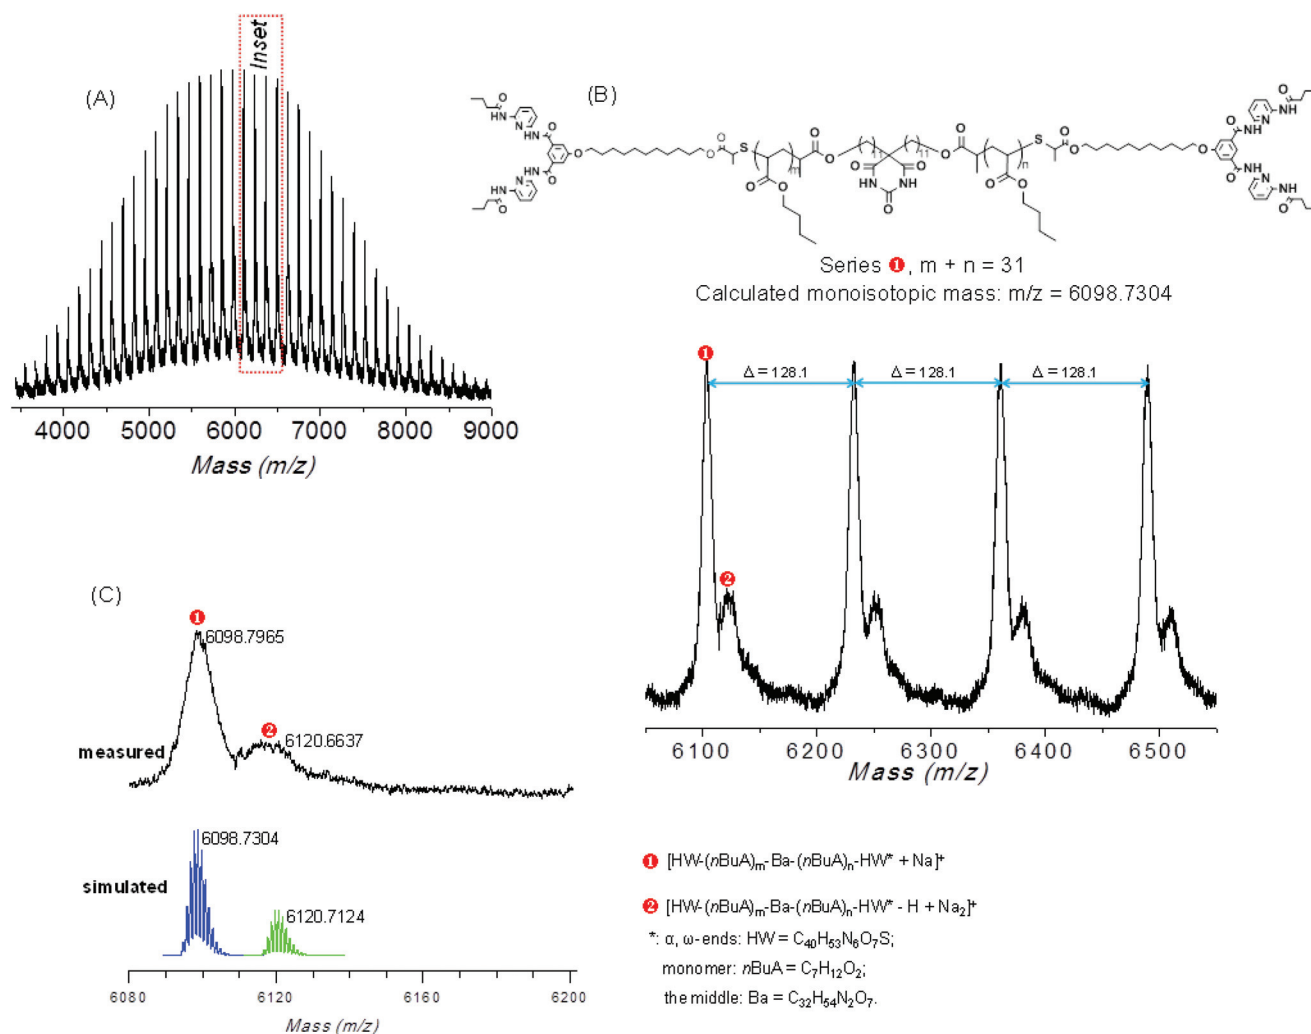 (A)
Inset
4000 5000 6000 7000 8000 9000
Mass (m/z)
(B)
Series ❶, m + n = 31
Calculated monoisotopic mass: m/z = 6098.7304
❶
Δ = 128.1 Δ = 128.1 Δ = 128.1
❷
6100 6200 6300 6400 6500
Mass (m/z)
(C)
❶
6098.7965
❷
6120.6637
measured
6098.7304
simulated
6120.7124
6080 6120 6160 6200
Mass (m/z)
❶ [HW-(nBuA)m-Ba-(nBuA)n-HW* + Na]⁺
❷ [HW-(nBuA)m-Ba-(nBuA)n-HW* - H + Na₂]⁺
*: α, ω-ends: HW = C₄₀H₅₃N₆O₇S;
monomer: nBuA = C₇H₁₂O₂;
the middle: Ba = C₃₂H₅₄N₂O₇.